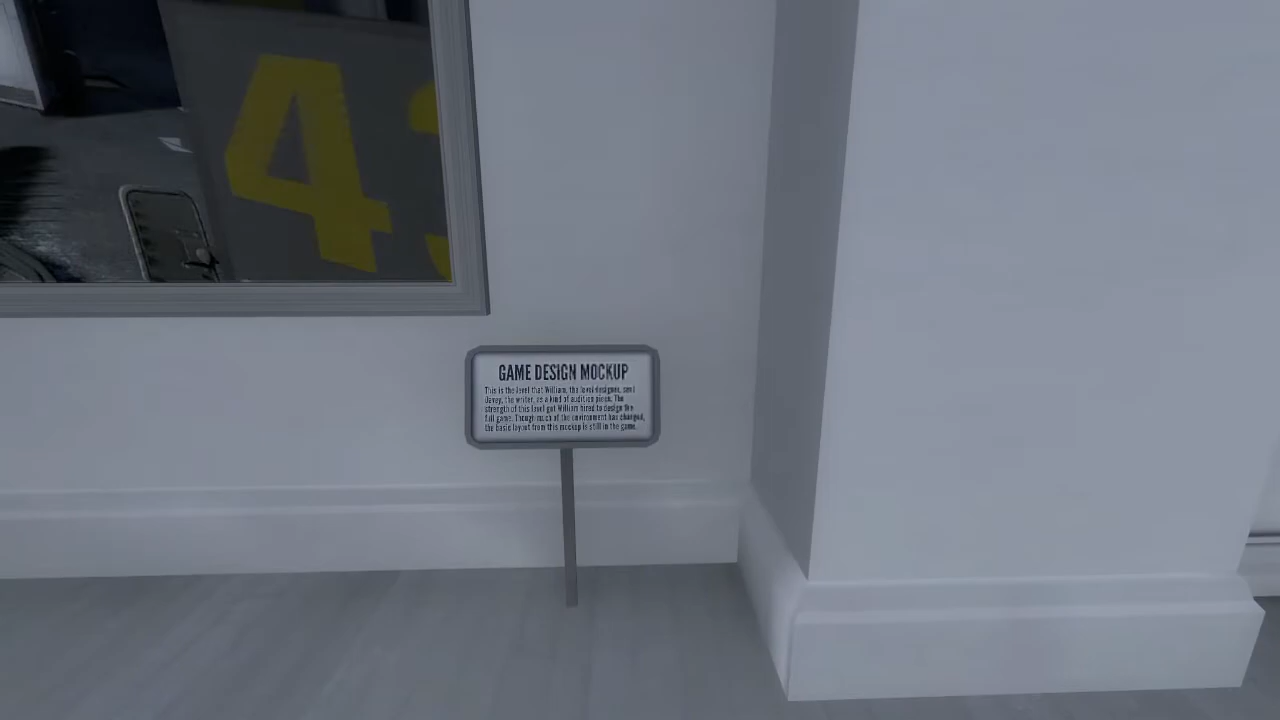 4
GAME DESIGN MOCKUP
This is the level that William, the level designer, sent
Davey, the writer, as a kind of audition piece. The
strength of this level got William hired to design the
full game. Though much of the environment has changed,
the basic layout from this mockup is still in the game.